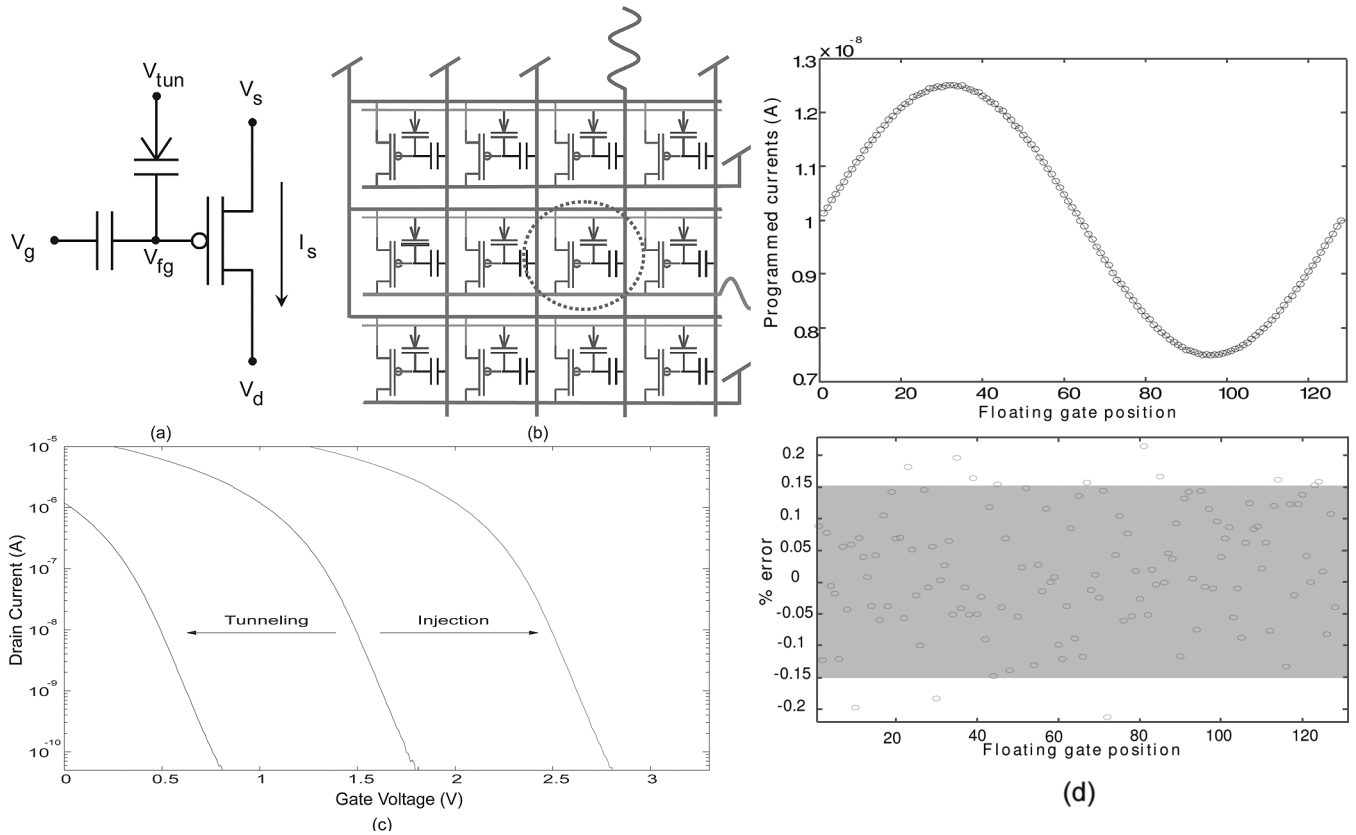 V_tun
V_s
V_g
V_fg
I_s
V_d
(a)
(b)
1.3 x 10^-8
1.2
1.1
1
0.9
0.8
0.7
0 20 40 60 80 100 120
Programmed currents (A)
Floating gate position
10^-5
10^-6
10^-7
10^-8
10^-9
10^-10
0 0.5 1 1.5 2 2.5 3
Drain Current (A)
Tunneling
Injection
Gate Voltage (V)
(c)
0.2
0.15
0.1
0.05
0
-0.05
-0.1
-0.15
-0.2
% error
20 40 60 80 100 120
Floating gate position
(d)